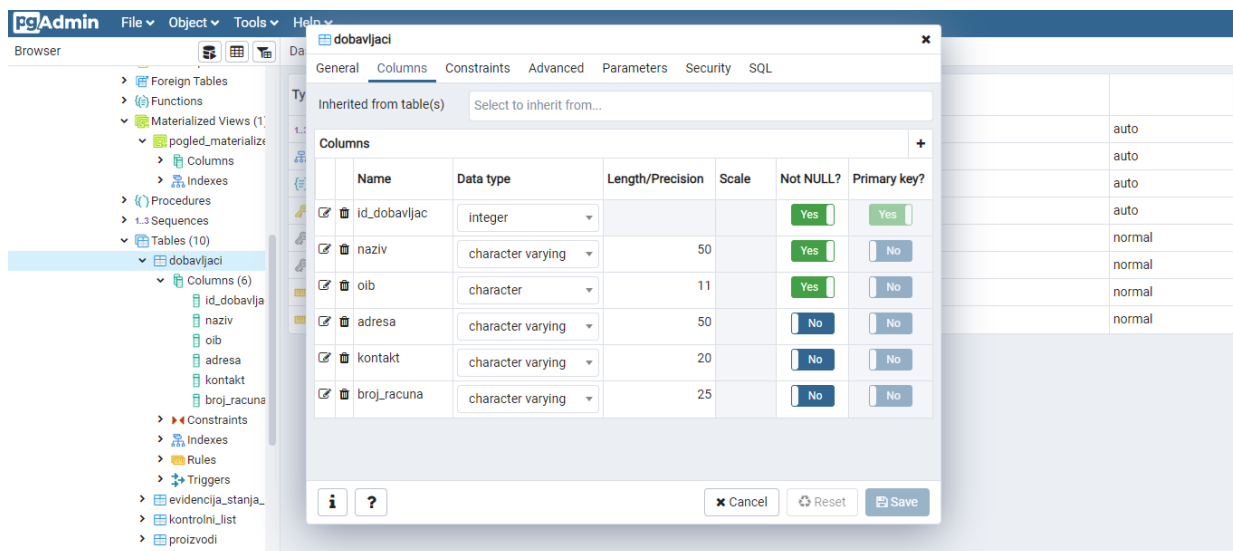 pgAdmin File Object Tools Help
Browser
Foreign Tables
Functions
Materialized Views (1)
pogled_materialize
Columns
Indexes
Procedures
1..3 Sequences
Tables (10)
dobavljaci
Columns (6)
id_dobavlja
naziv
oib
adresa
kontakt
broj_racuna
Constraints
Indexes
Rules
Triggers
evidencija_stanja_
kontrolni_list
proizvodi
Da
Ty
dobavljaci
General Columns Constraints Advanced Parameters Security SQL
Inherited from table(s) Select to inherit from...
Columns
Name Data type Length/Precision Scale Not NULL? Primary key?
id_dobavljac integer Yes Yes
naziv character varying 50 Yes No
oib character 11 Yes No
adresa character varying 50 No No
kontakt character varying 20 No No
broj_racuna character varying 25 No No
i ? Cancel Reset Save
auto
auto
auto
auto
normal
normal
normal
normal